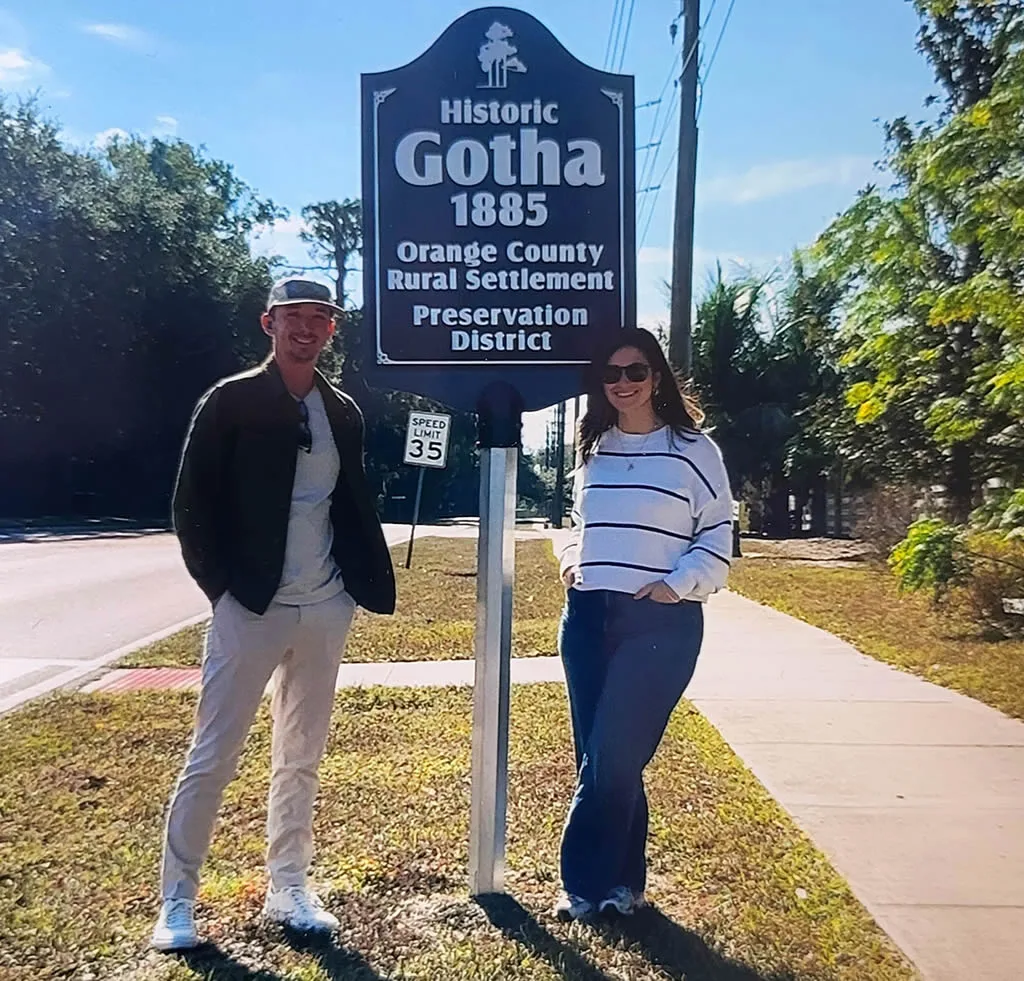 Historic
Gotha
1885
Orange County
Rural Settlement
Preservation
District
SPEED
LIMIT
35